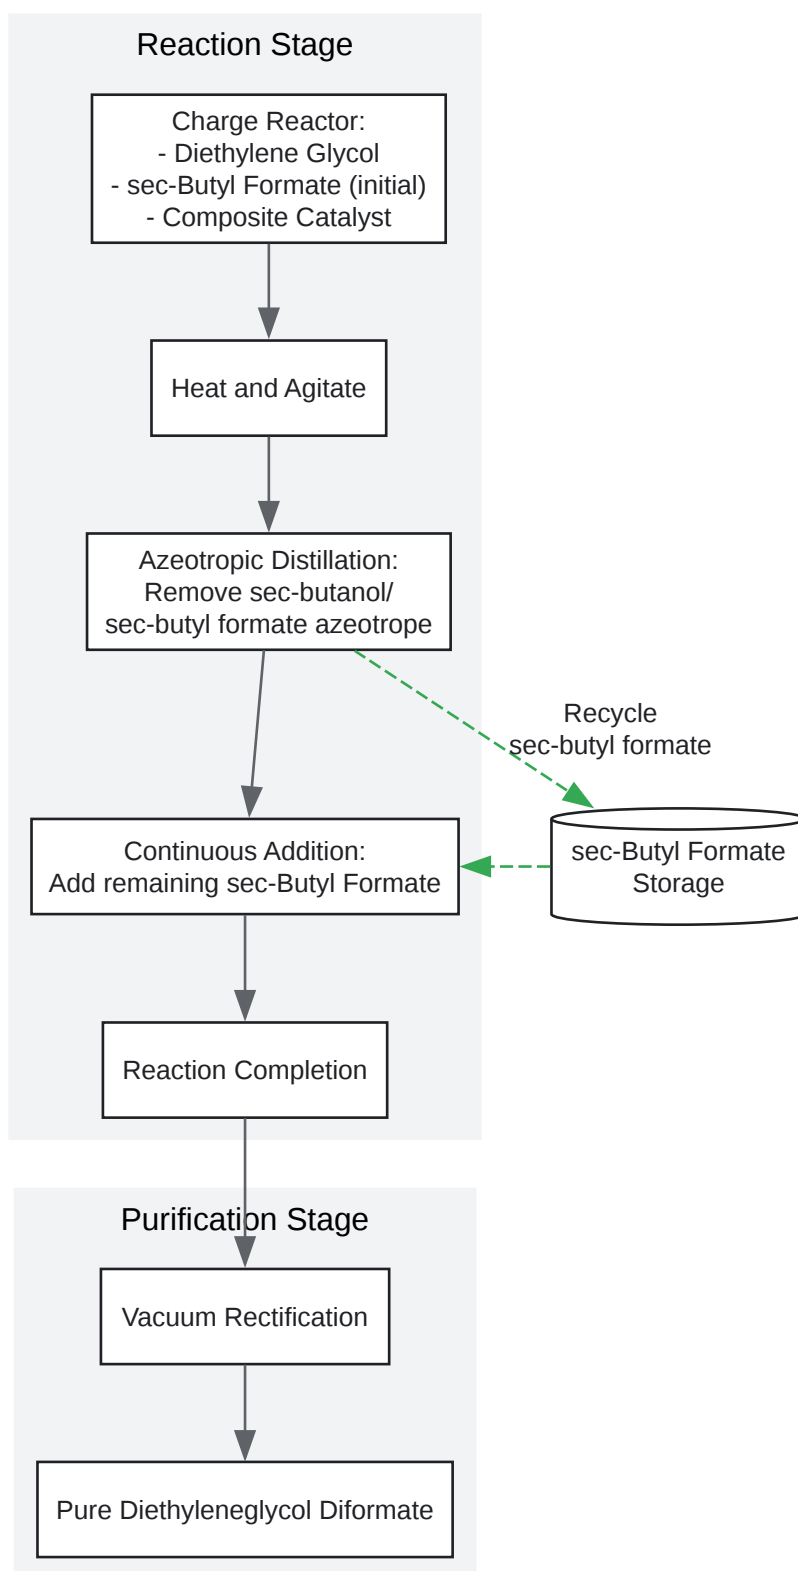 Reaction Stage
Charge Reactor:
- Diethylene Glycol
- sec-Butyl Formate (initial)
- Composite Catalyst
Heat and Agitate
Azeotropic Distillation:
Remove sec-butanol/
sec-butyl formate azeotrope
Recycle
sec-butyl formate
sec-Butyl Formate
Storage
Continuous Addition:
Add remaining sec-Butyl Formate
Reaction Completion
Purification Stage
Vacuum Rectification
Pure Diethyleneglycol Diformate